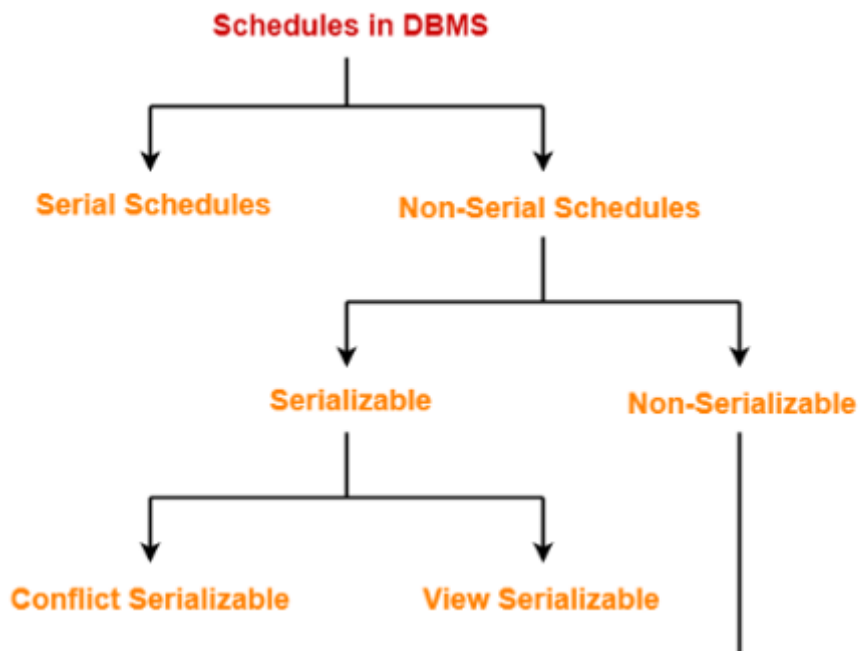 Schedules in DBMS
Serial Schedules
Non-Serial Schedules
Serializable
Non-Serializable
Conflict Serializable
View Serializable